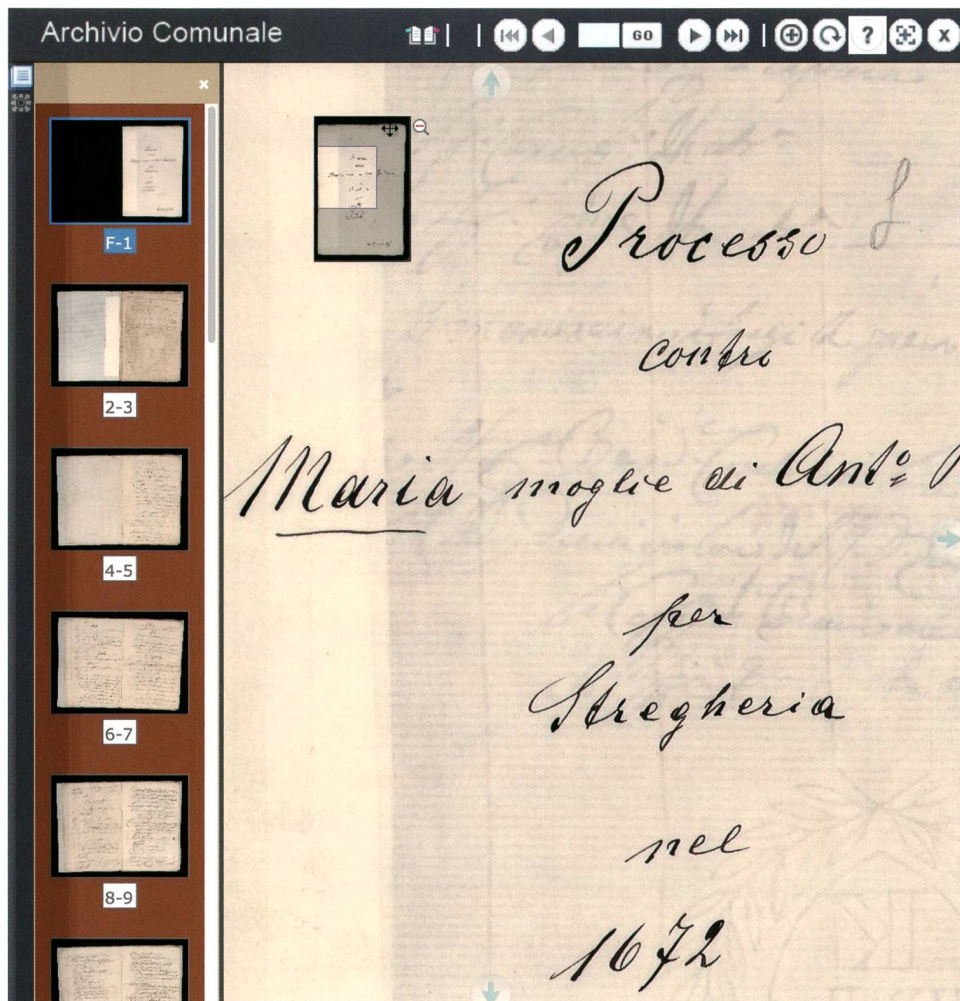 Archivio Comunale
GO
?
X
F-1
2-3
4-5
6-7
8-9
Processo
contro
Maria moglie di Antº
per
Stregheria
nel
1672